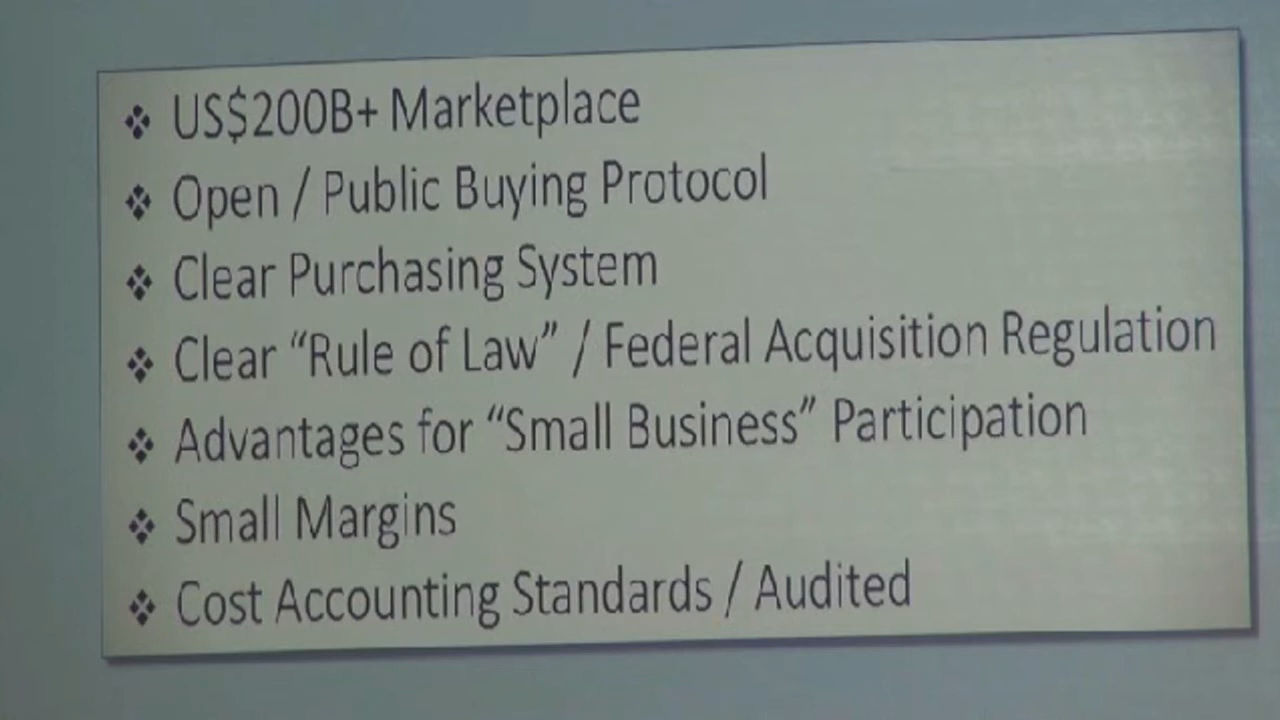 ❖ US$200B+ Marketplace
❖ Open / Public Buying Protocol
❖ Clear Purchasing System
❖ Clear “Rule of Law” / Federal Acquisition Regulation
❖ Advantages for “Small Business” Participation
❖ Small Margins
❖ Cost Accounting Standards / Audited